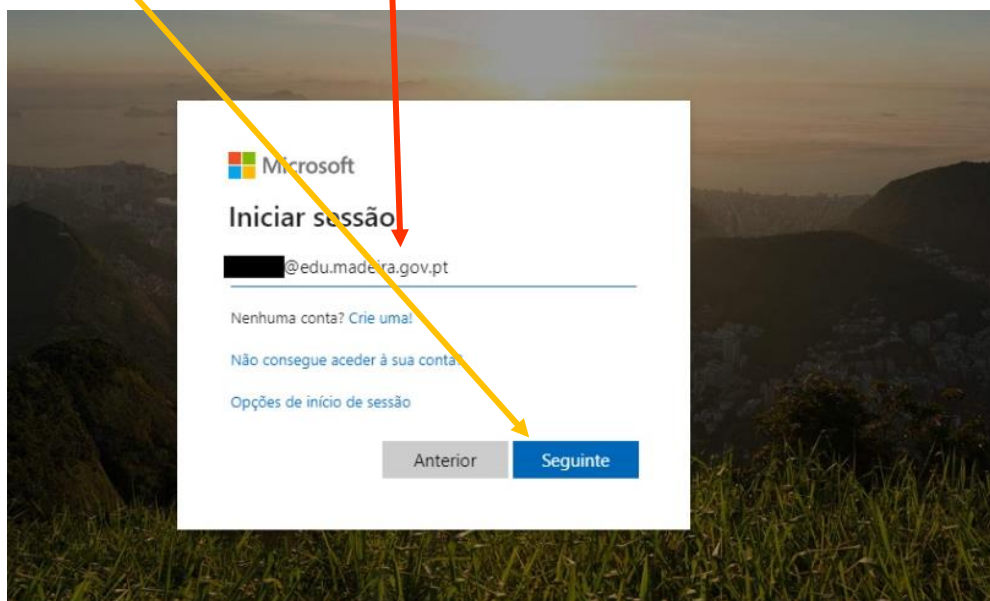 Microsoft
Iniciar sessão
@edu.madeira.gov.pt
Nenhuma conta? Crie uma!
Não consegue aceder à sua conta?
Opções de início de sessão
Anterior
Seguinte